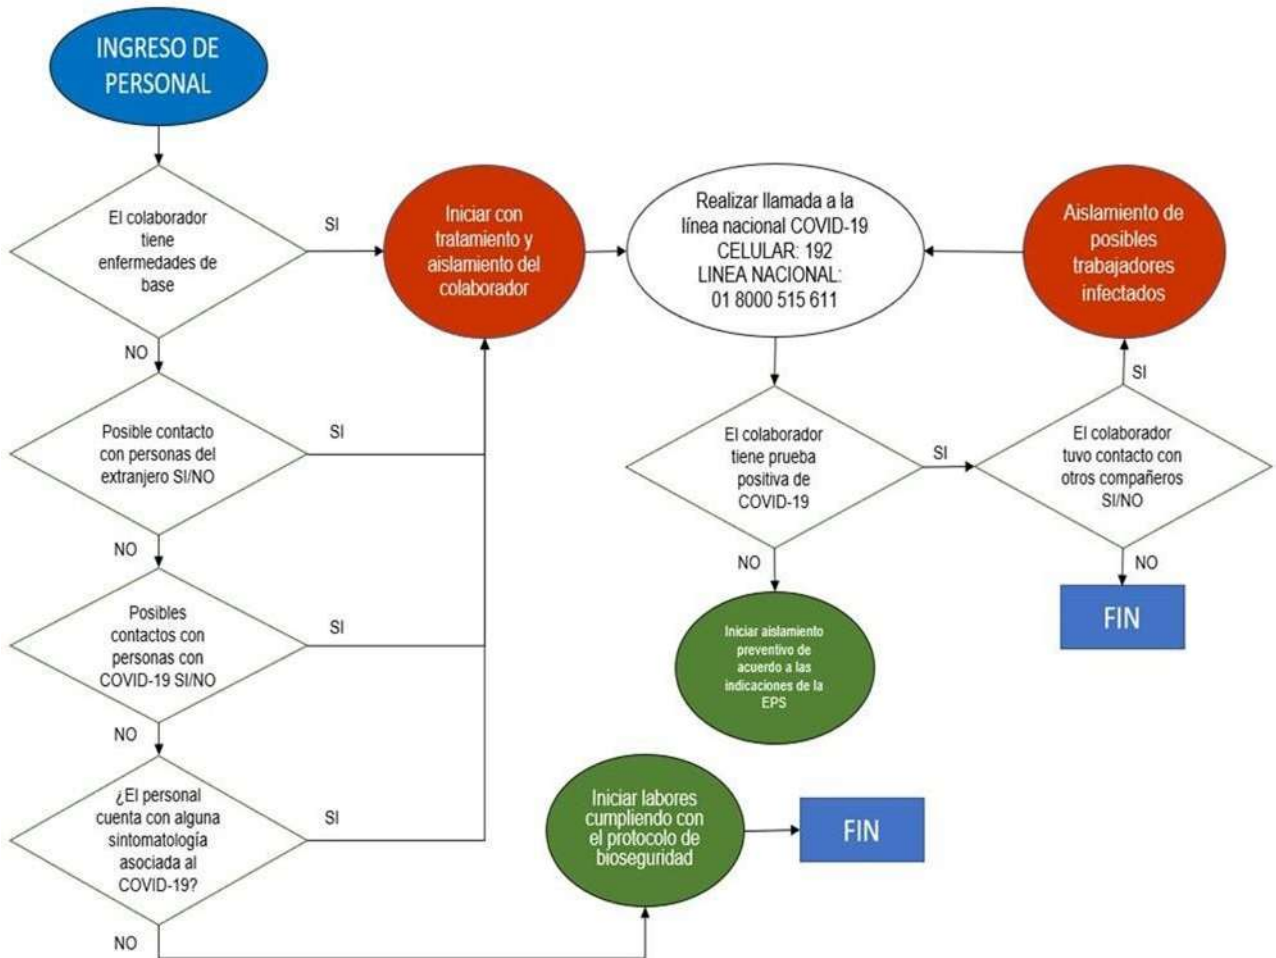 INGRESO DE
PERSONAL
El colaborador
tiene
enfermedades de
base
SI
NO
Iniciar con
tratamiento y
aislamiento del
colaborador
Realizar llamada a la
línea nacional COVID-19
CELULAR: 192
LINEA NACIONAL:
01 8000 515 611
Aislamiento de
posibles
trabajadores
infectados
Posible contacto
con personas del
extranjero SI/NO
SI
NO
El colaborador
tiene prueba
positiva de
COVID-19
SI
NO
El colaborador
tuvo contacto con
otros compañeros
SI/NO
SI
NO
FIN
Posibles
contactos con
personas con
COVID-19 SI/NO
SI
NO
Iniciar aislamiento
preventivo de
acuerdo a las
indicaciones de la
EPS
¿El personal
cuenta con alguna
sintomatología
asociada al
COVID-19?
SI
NO
Iniciar labores
cumpliendo con
el protocolo de
bioseguridad
FIN